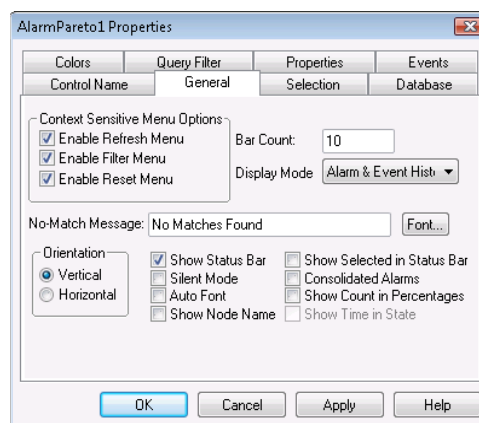 AlarmPareto1 Properties
Colors Query Filter Properties Events
Control Name General Selection Database
Context Sensitive Menu Options
Enable Refresh Menu
Enable Filter Menu
Enable Reset Menu
Bar Count: 10
Display Mode Alarm & Event Hist
No-Match Message: No Matches Found Font...
Orientation
Vertical
Horizontal
Show Status Bar
Silent Mode
Auto Font
Show Node Name
Show Selected in Status Bar
Consolidated Alarms
Show Count in Percentages
Show Time in State
OK Cancel Apply Help